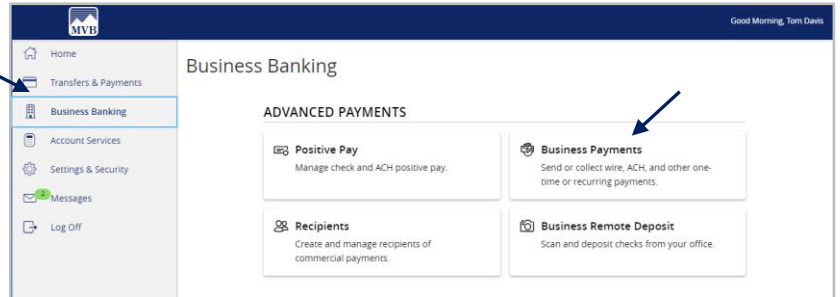 MVB
Good Morning, Tom Davis
Home
Transfers & Payments
Business Banking
Account Services
Settings & Security
2
Messages
Log Off
Business Banking
ADVANCED PAYMENTS
Positive Pay
Manage check and ACH positive pay.
Business Payments
Send or collect wire, ACH, and other one-
time or recurring payments.
Recipients
Create and manage recipients of
commercial payments.
Business Remote Deposit
Scan and deposit checks from your office.